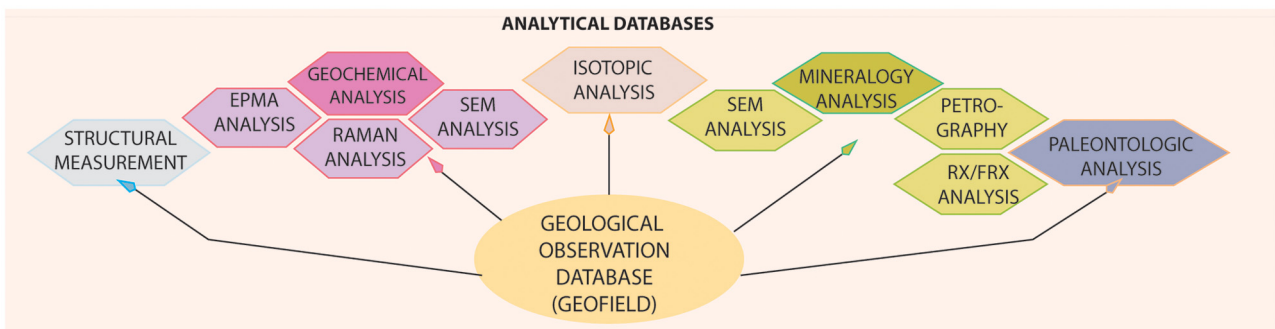 ANALYTICAL DATABASES
STRUCTURAL
MEASUREMENT
EPMA
ANALYSIS
GEOCHEMICAL
ANALYSIS
RAMAN
ANALYSIS
SEM
ANALYSIS
ISOTOPIC
ANALYSIS
SEM
ANALYSIS
MINERALOGY
ANALYSIS
PETRO-
GRAPHY
RX/FRX
ANALYSIS
PALEONTOLOGIC
ANALYSIS
GEOLOGICAL
OBSERVATION
DATABASE
(GEOFIELD)